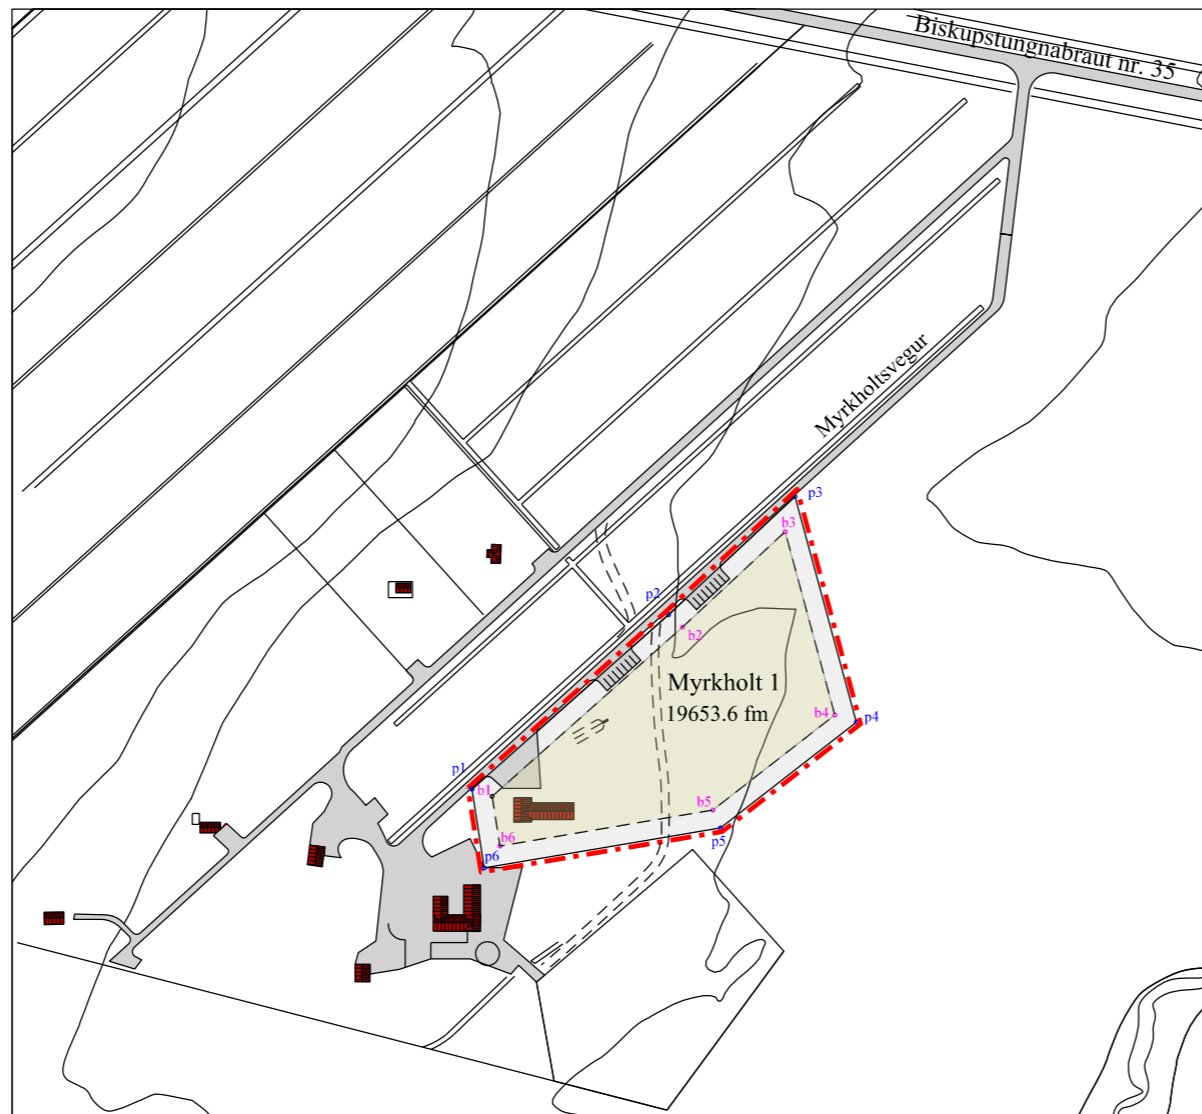 Biskupstungnabraut nr. 35
Myrkholtsvegur
p3
b3
p2
b2
Myrkholt 1
19653.6 fm
b4
p4
p1
b1
b5
p5
b6
p6